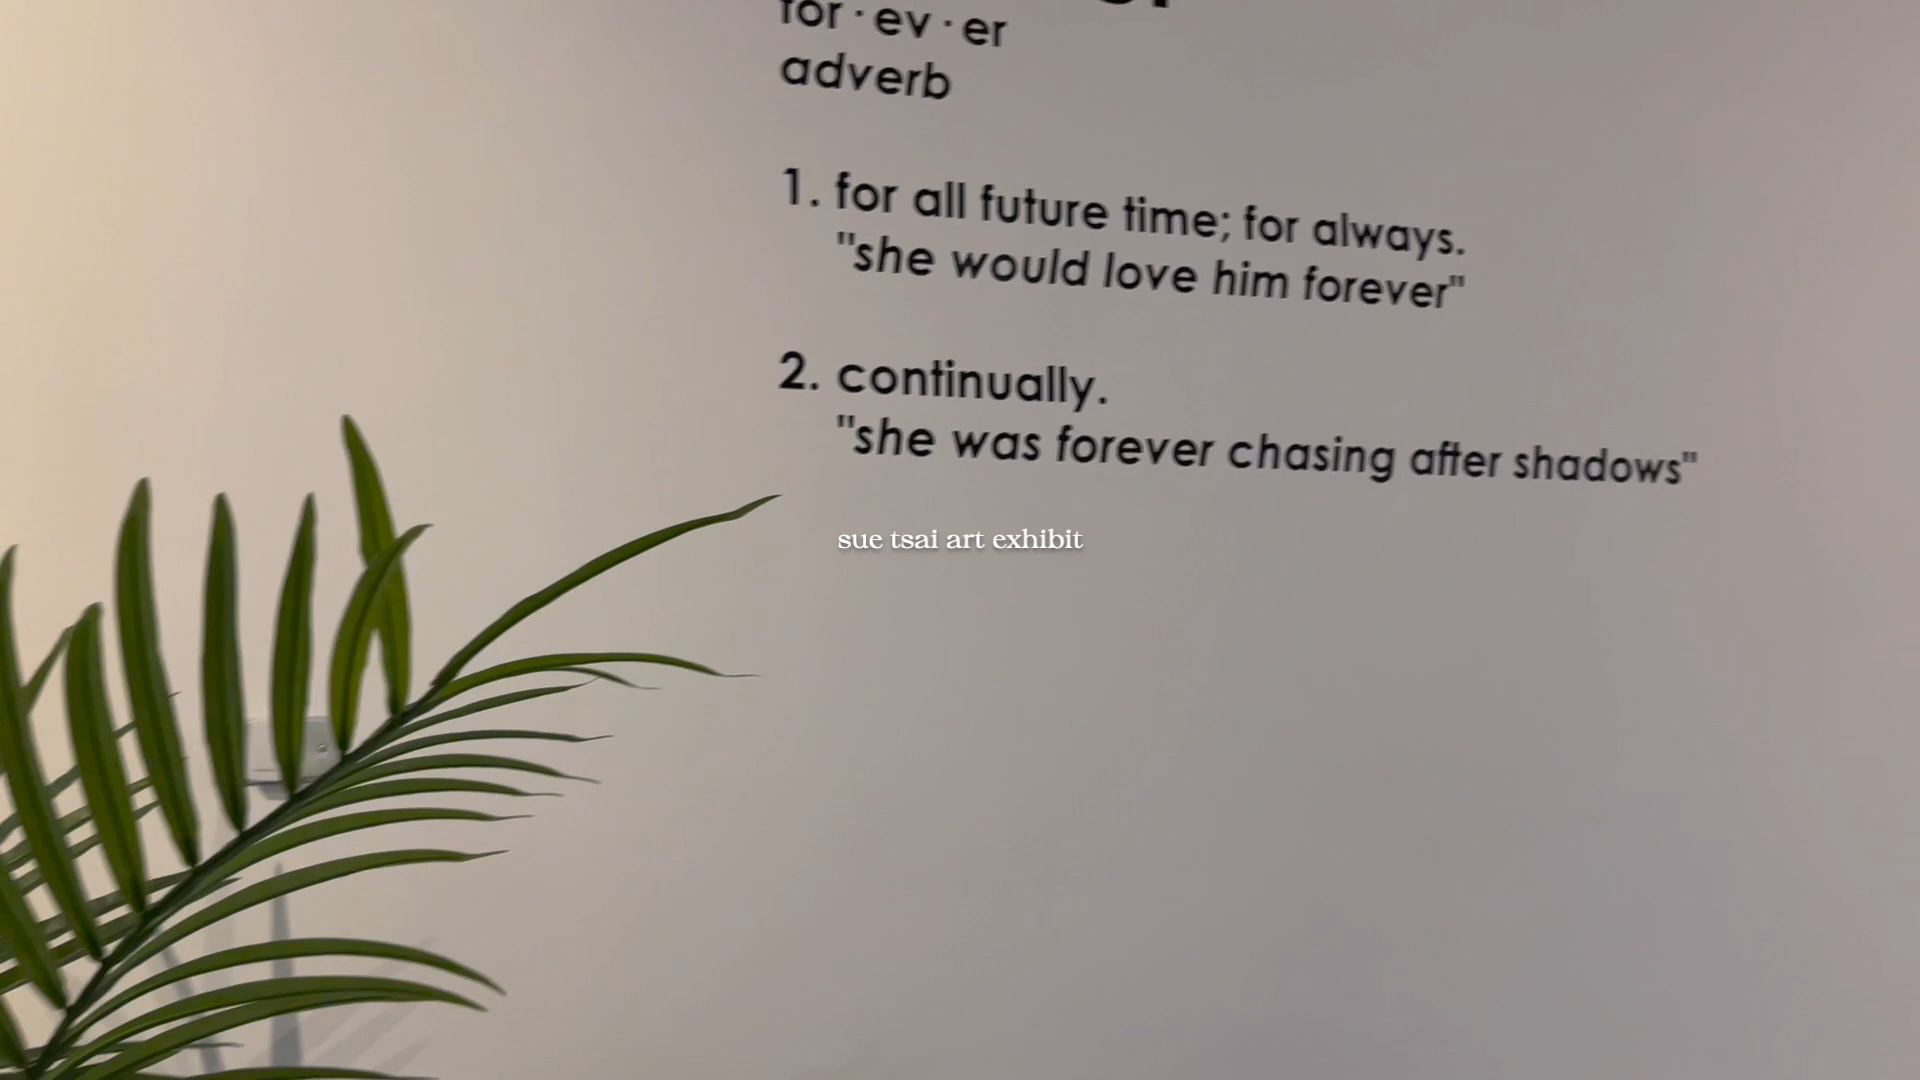 for·ev·er
adverb
1. for all future time; for always.
"she would love him forever"
2. continually.
"she was forever chasing after shadows"
sue tsai art exhibit